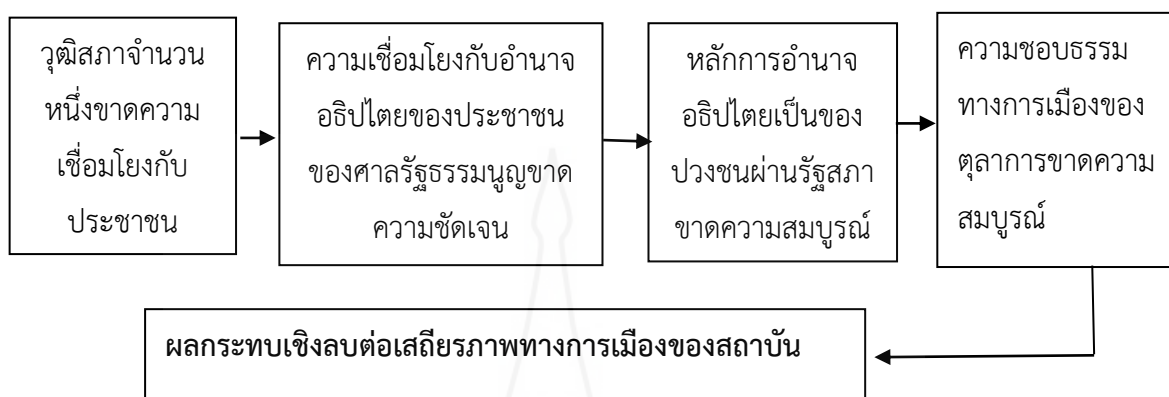 วุฒิสภาจำนวน
หนึ่งขาดความ
เชื่อมโยงกับ
ประชาชน
ความเชื่อมโยงกับอำนาจ
อธิปไตยของประชาชน
ของศาลรัฐธรรมนูญขาด
ความชัดเจน
หลักการอำนาจ
อธิปไตยเป็นของ
ปวงชนผ่านรัฐสภา
ขาดความสมบูรณ์
ความชอบธรรม
ทางการเมืองของ
ตุลาการขาดความ
สมบูรณ์
ผลกระทบเชิงลบต่อเสถียรภาพทางการเมืองของสถาบัน